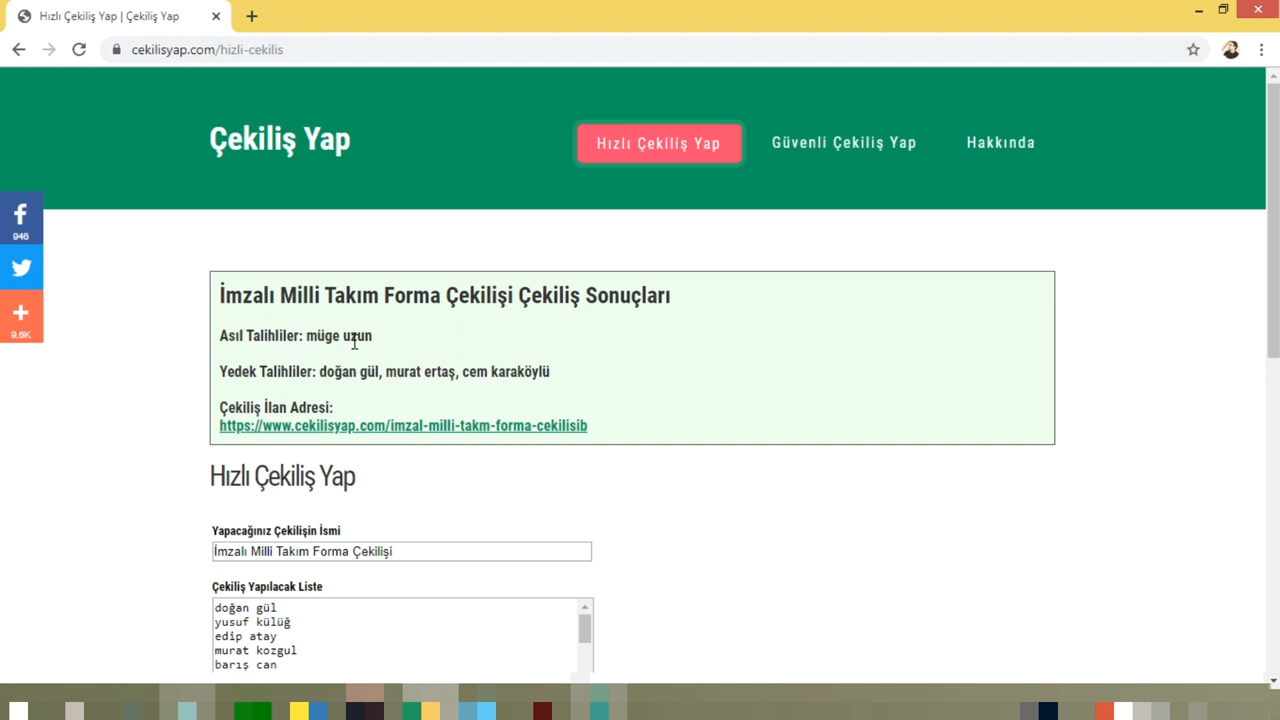 Hızlı Çekiliş Yap | Çekiliş Yap
cekilisyap.com/hizli-cekilis
Çekiliş Yap
Hızlı Çekiliş Yap
Güvenli Çekiliş Yap
Hakkında
946
9.6K
İmzalı Milli Takım Forma Çekilişi Çekiliş Sonuçları
Asıl Talihliler: müge uzun
Yedek Talihliler: doğan gül, murat ertaş, cem karaköylü
Çekiliş İlan Adresi:
https://www.cekilisyap.com/imzal-milli-takm-forma-cekilisib
Hızlı Çekiliş Yap
Yapacağınız Çekilişin İsmi
İmzalı Milli Takım Forma Çekilişi
Çekiliş Yapılacak Liste
doğan gül
yusuf külüğ
edip atay
murat kozgul
barış can